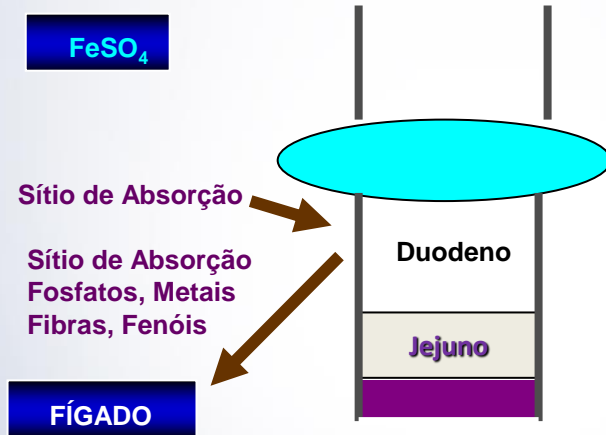 FeSO₄
Sítio de Absorção
Sítio de Absorção
Fosfatos, Metais
Fibras, Fenóis
Duodeno
Jejuno
FÍGADO